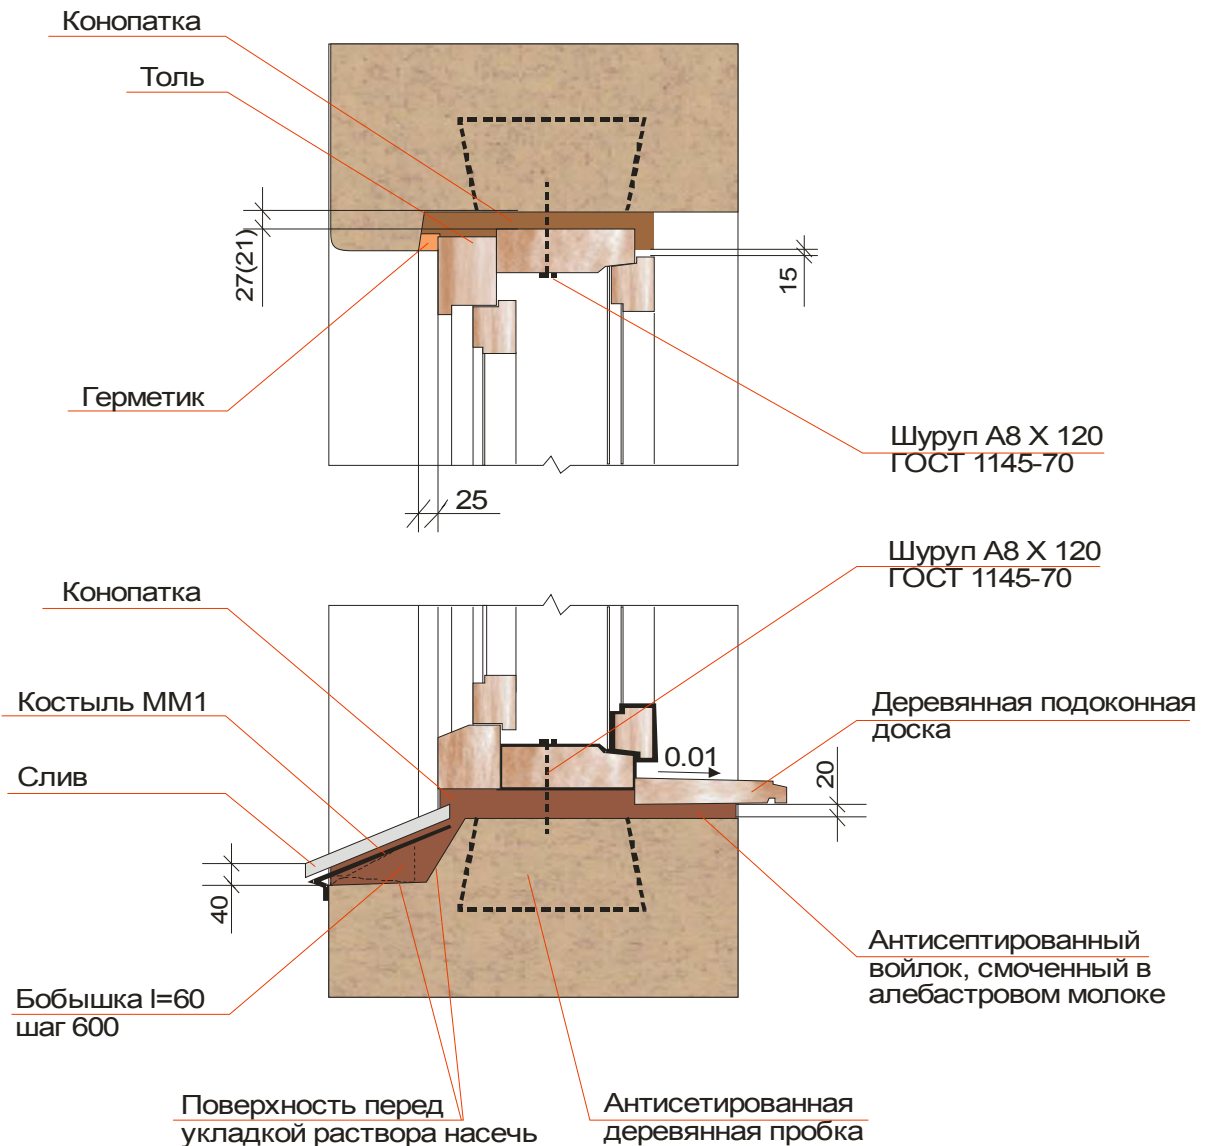 Конопатка
Толь
27(21)
15
Герметик
Шуруп А8 Х 120
ГОСТ 1145-70
25
Шуруп А8 Х 120
ГОСТ 1145-70
Конопатка
Костыль ММ1
Деревянная подоконная
доска
0.01
Слив
20
40
Антисептированный
войлок, смоченный в
алебастровом молоке
Бобышка l=60
шаг 600
Поверхность перед
укладкой раствора насечь
Антисетированная
деревянная пробка